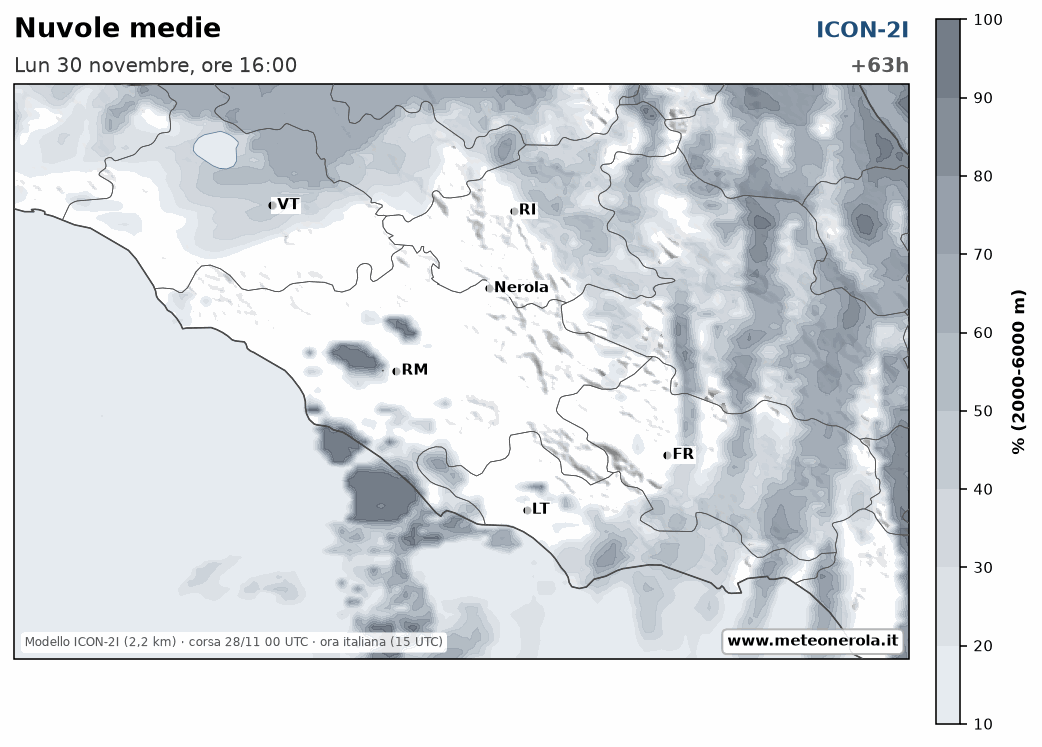 Nuvole medie
ICON-2I
Lun 30 novembre, ore 16:00
+63h
VT
RI
Nerola
RM
FR
LT
Modello ICON-2I (2,2 km) · corsa 28/11 00 UTC · ora italiana (15 UTC)
www.meteonerola.it
100
90
80
70
60
50
40
30
20
10
% (2000-6000 m)